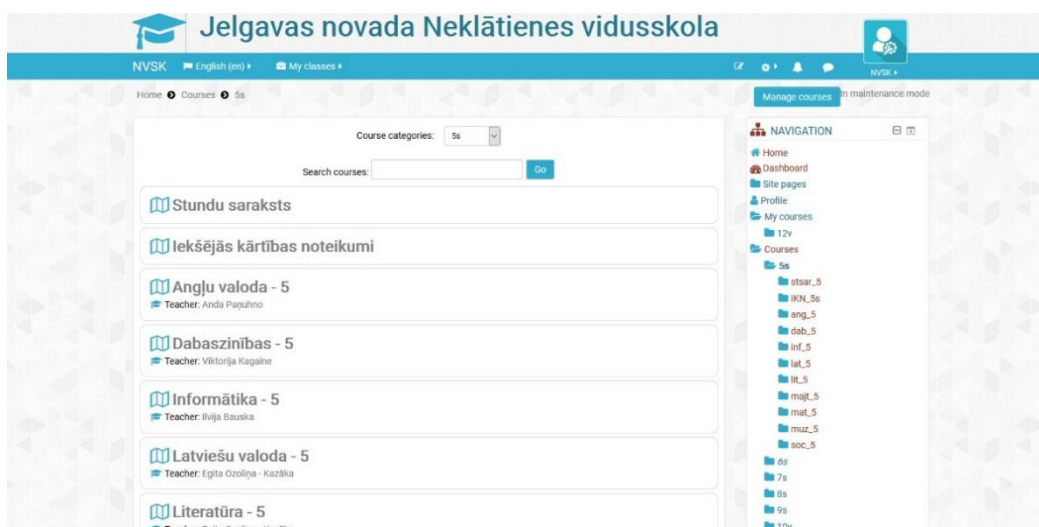 Jelgavas novada Neklātienes vidusskola
NVSK English (en) My classes
NVSK
Home Courses 5s
Manage courses
in maintenance mode
Course categories: 5s
Search courses: Go
Stundu saraksts
Iekšējās kārtības noteikumi
Angļu valoda - 5
Teacher: Anda Paņuhno
Dabaszinības - 5
Teacher: Viktorija Kagaine
Informātika - 5
Teacher: Ilvija Bauska
Latviešu valoda - 5
Teacher: Egita Ozoliņa - Kazāka
Literatūra - 5
NAVIGATION
Home
Dashboard
Site pages
Profile
My courses
12v
Courses
5s
stsar_5
IKN_5s
ang_5
dab_5
inf_5
lat_5
lit_5
majt_5
mat_5
muz_5
soc_5
6s
7s
8s
9s
10v